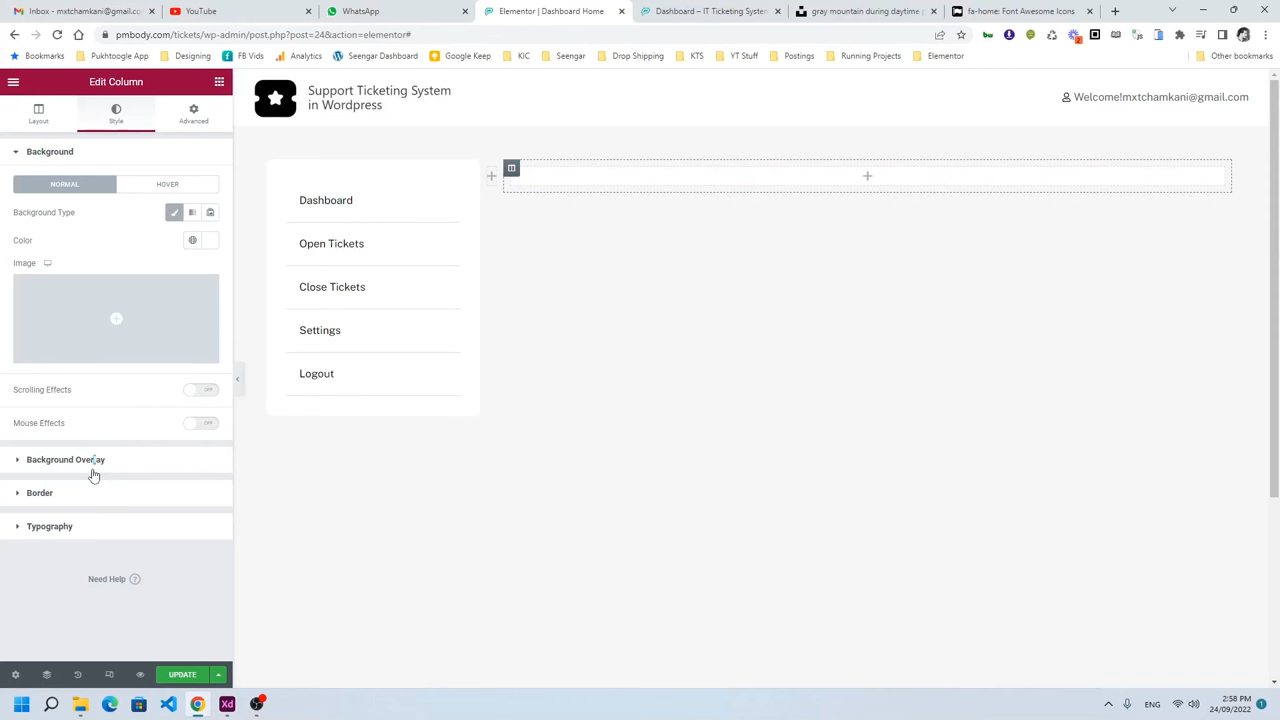 Inbox - mxtchamkani@gmail.co
YouTube
WhatsApp
Elementor | Dashboard Home
Dashboard – IT Ticketing System
gray mountain during daytime
fa-home: Font Awesome Icons
pmbody.com/tickets/wp-admin/post.php?post=24&action=elementor#
Bookmarks
Pukhtoogle App
Designing
FB Vids
Analytics
Seengar Dashboard
Google Keep
KIC
Seengar
Drop Shipping
KTS
YT Stuff
Postings
Running Projects
Elementor
Other bookmarks
Edit Column
Layout
Style
Advanced
Background
NORMAL
HOVER
Background Type
Color
Image
Scrolling Effects
OFF
Mouse Effects
OFF
Background Overlay
Border
Typography
Need Help ?
UPDATE
Support Ticketing System
in Wordpress
Welcome!mxtchamkani@gmail.com
Dashboard
Open Tickets
Close Tickets
Settings
Logout
Xd
ENG
2:58 PM
24/09/2022